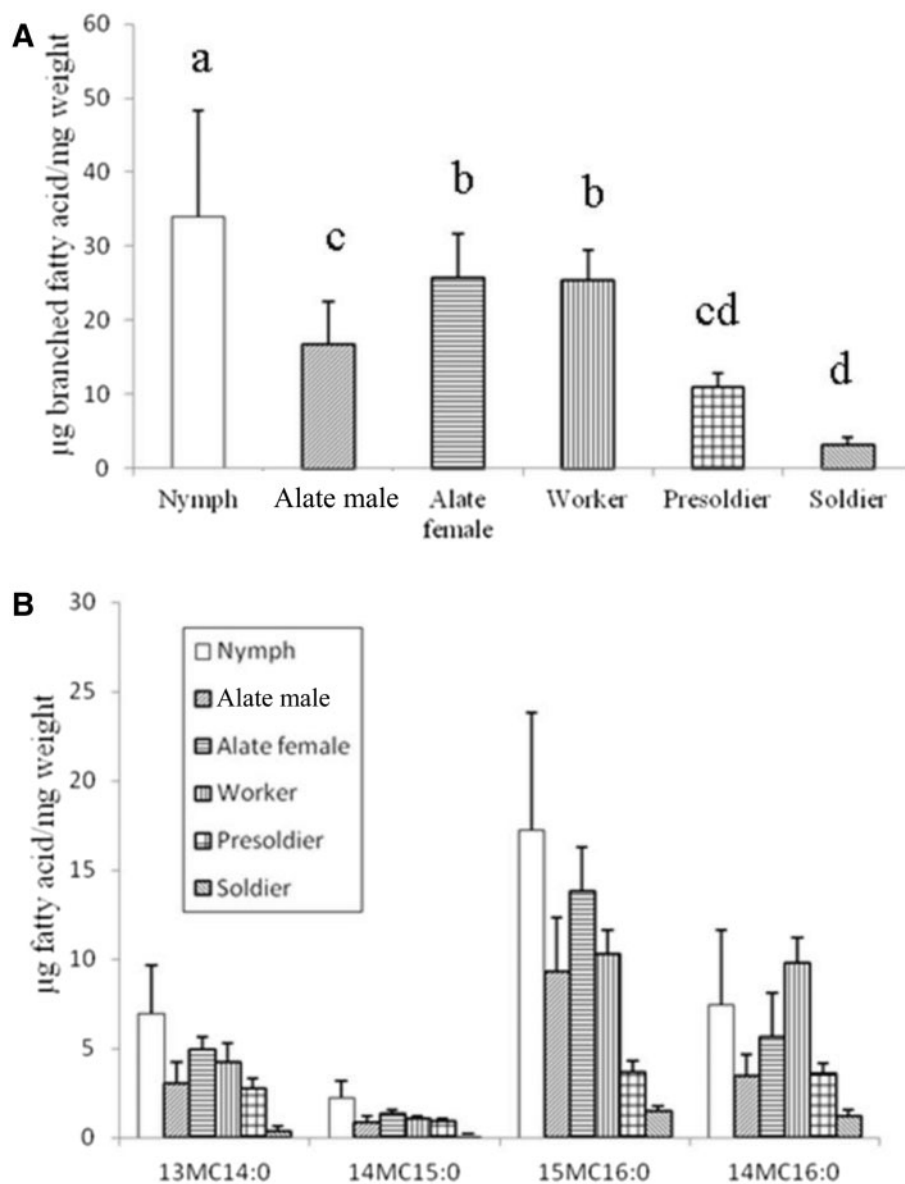 A
µg branched fatty acid/mg weight
60
50
40
30
20
10
0
a
c
b
b
cd
d
Nymph
Alate male
Alate
female
Worker
Presoldier
Soldier
B
µg fatty acid/mg weight
30
25
20
15
10
5
0
Nymph
Alate male
Alate female
Worker
Presoldier
Soldier
13MC14:0
14MC15:0
15MC16:0
14MC16:0